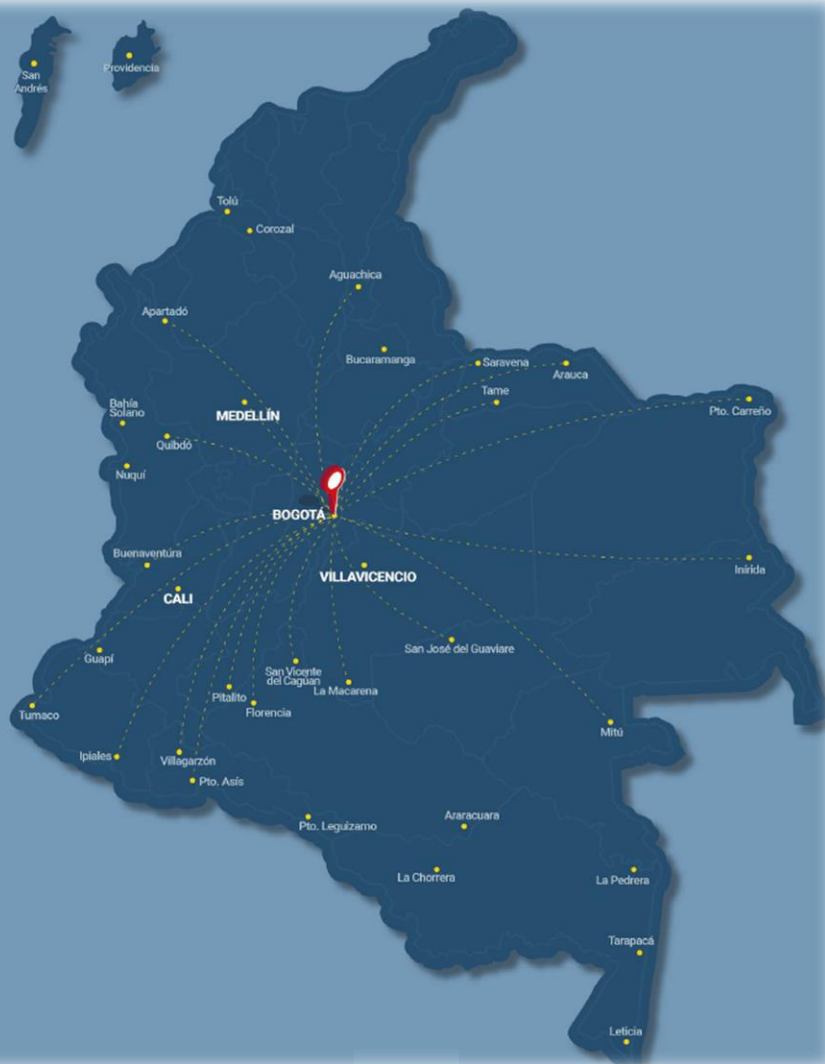 San
Andrés
Providencia
Tolú
Corozal
Aguachica
Apartadó
Bucaramanga
Saravena
Arauca
Tame
Pto. Carreño
Bahía
Solano
MEDELLÍN
Quibdó
Nuquí
BOGOTÁ
Buenaventura
VILLAVICENCIO
Inírida
CALI
San José del Guaviare
Guapí
San Vicente
del Caguan
La Macarena
Pitalito
Florencia
Tumaco
Mitú
Ipiales
Villagarzón
Pto. Asís
Pto. Leguizamo
Araracuara
La Chorrera
La Pedrera
Tarapacá
Leticia